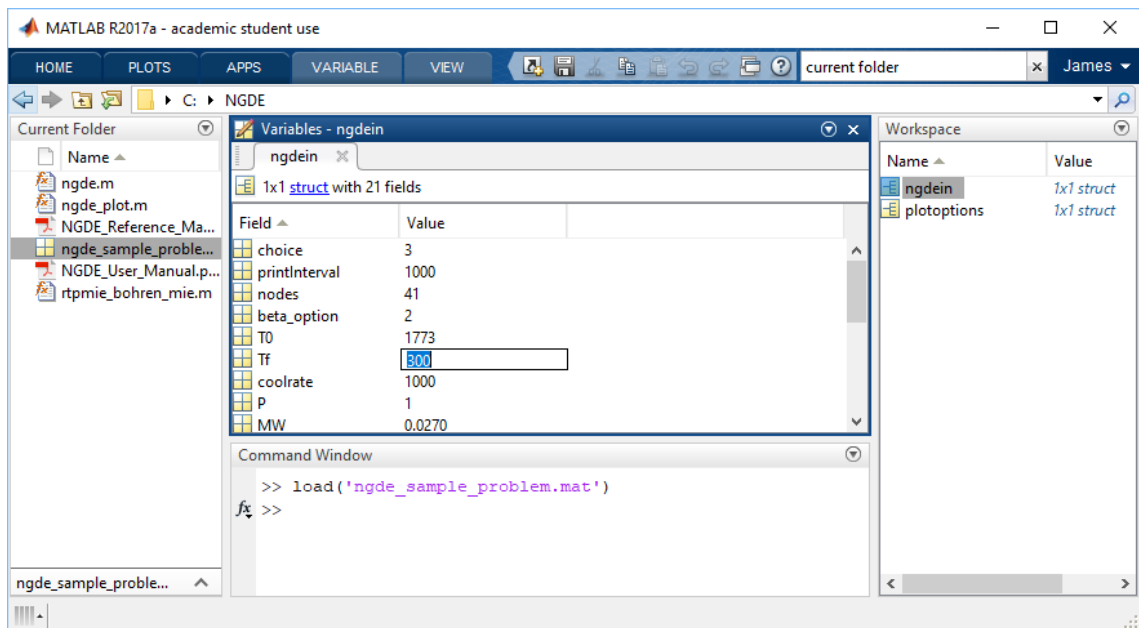 MATLAB R2017a - academic student use
HOME PLOTS APPS VARIABLE VIEW current folder James
C: NGDE
Current Folder
Name
ngde.m
ngde_plot.m
NGDE_Reference_Ma...
ngde_sample_proble...
NGDE_User_Manual.p...
rtpmie_bohren_mie.m
ngde_sample_proble...
Variables - ngdein
ngdein
1x1 struct with 21 fields
Field Value
choice 3
printInterval 1000
nodes 41
beta_option 2
T0 1773
Tf 300
coolrate 1000
P 1
MW 0.0270
Command Window
>> load('ngde_sample_problem.mat')
fx >>
Workspace
Name Value
ngdein 1x1 struct
plotoptions 1x1 struct